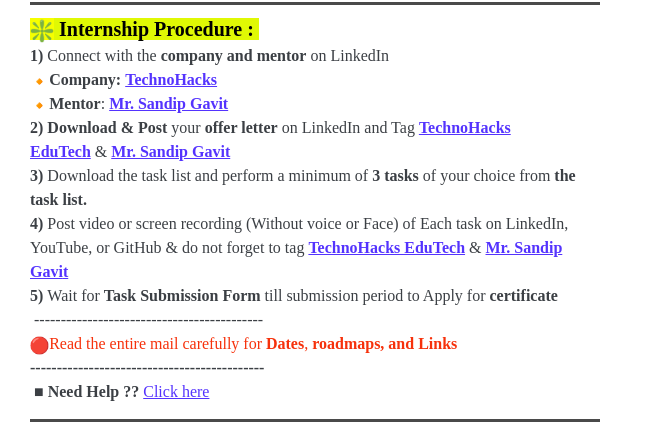 ❇️ Internship Procedure :
1) Connect with the company and mentor on LinkedIn
🔸 Company: TechnoHacks
🔸 Mentor: Mr. Sandip Gavit
2) Download & Post your offer letter on LinkedIn and Tag TechnoHacks
EduTech & Mr. Sandip Gavit
3) Download the task list and perform a minimum of 3 tasks of your choice from the
task list.
4) Post video or screen recording (Without voice or Face) of Each task on LinkedIn,
YouTube, or GitHub & do not forget to tag TechnoHacks EduTech & Mr. Sandip
Gavit
5) Wait for Task Submission Form till submission period to Apply for certificate
-------------------------------------------
🔴Read the entire mail carefully for Dates, roadmaps, and Links
-------------------------------------------
■ Need Help ?? Click here